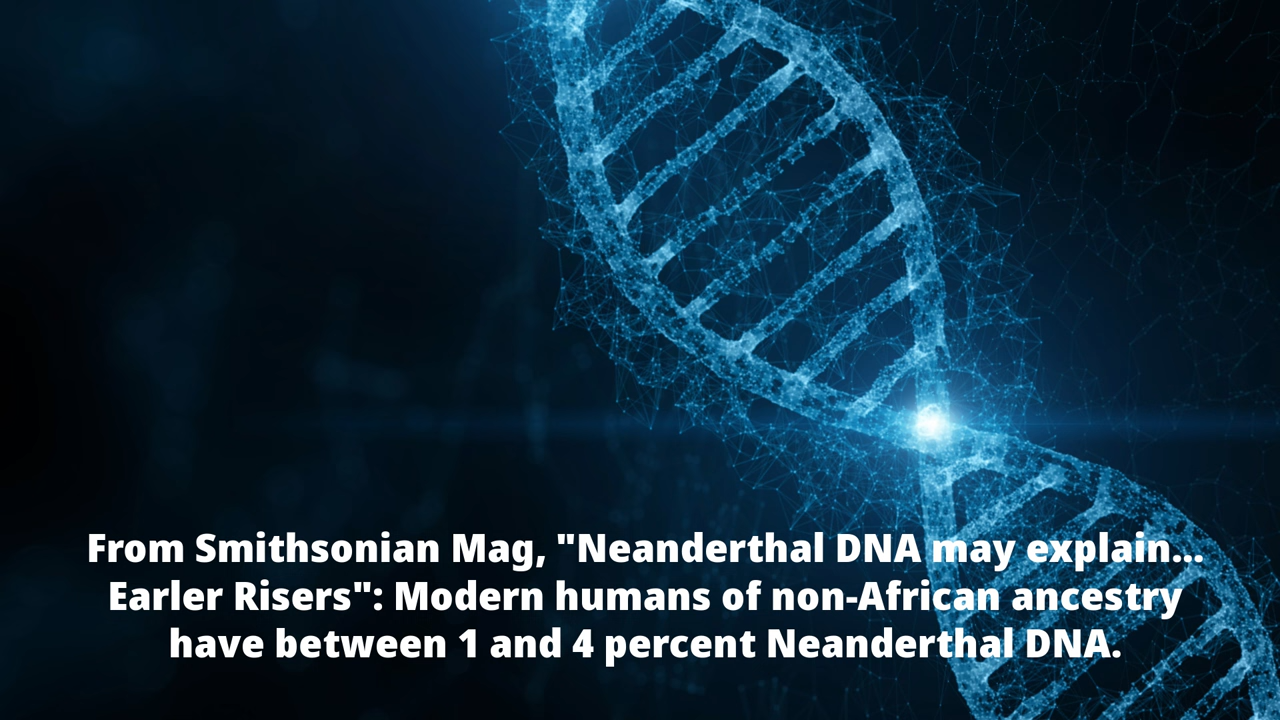 From Smithsonian Mag, "Neanderthal DNA may explain...
Earler Risers": Modern humans of non-African ancestry
have between 1 and 4 percent Neanderthal DNA.